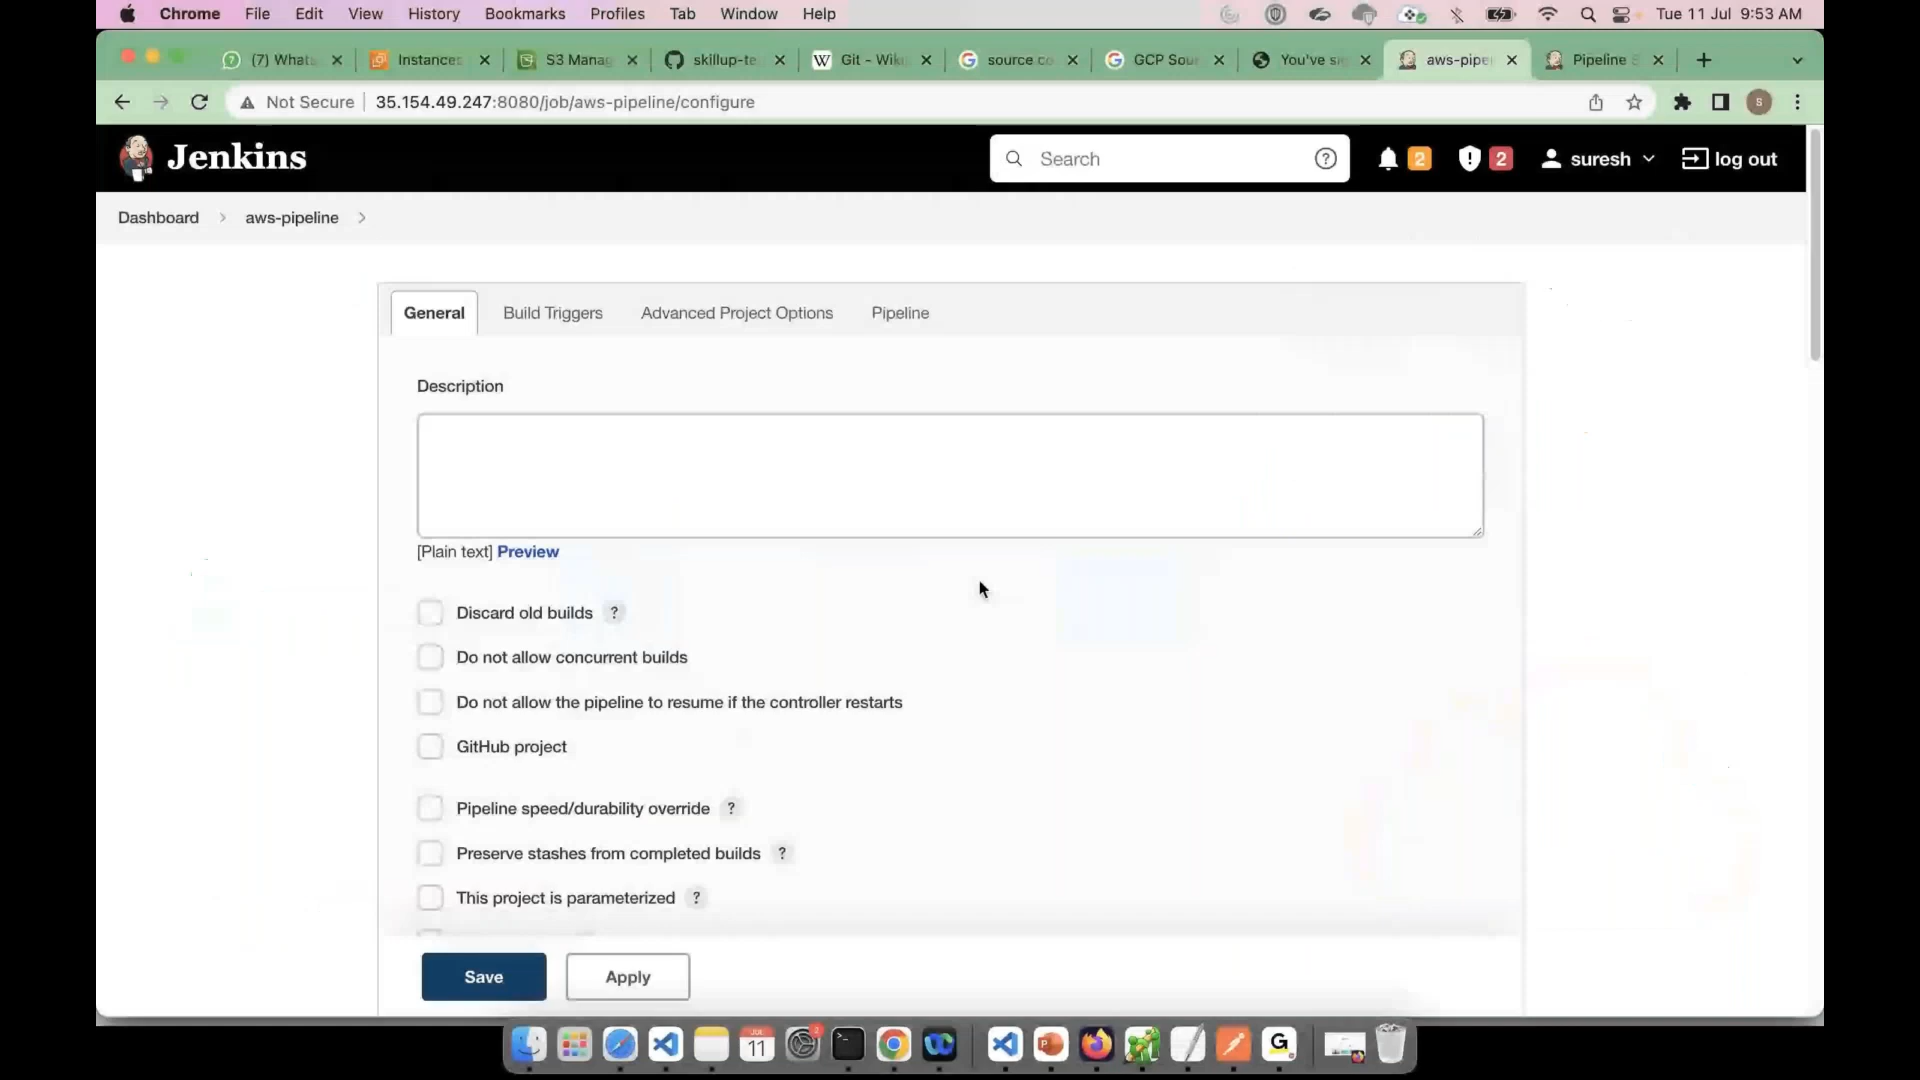 Chrome File Edit View History Bookmarks Profiles Tab Window Help Tue 11 Jul 9:53 AM
(7) Whats Instances S3 Manag skillup-te Git - Wiki source co GCP Sour You've si aws-pipe Pipeline S
Not Secure 35.154.49.247:8080/job/aws-pipeline/configure S
Jenkins Search ? 2 ! 2 suresh log out
Dashboard > aws-pipeline >
General Build Triggers Advanced Project Options Pipeline
Description
[Plain text] Preview
Discard old builds ?
Do not allow concurrent builds
Do not allow the pipeline to resume if the controller restarts
GitHub project
Pipeline speed/durability override ?
Preserve stashes from completed builds ?
This project is parameterized ?
Save Apply
JUL
11 2